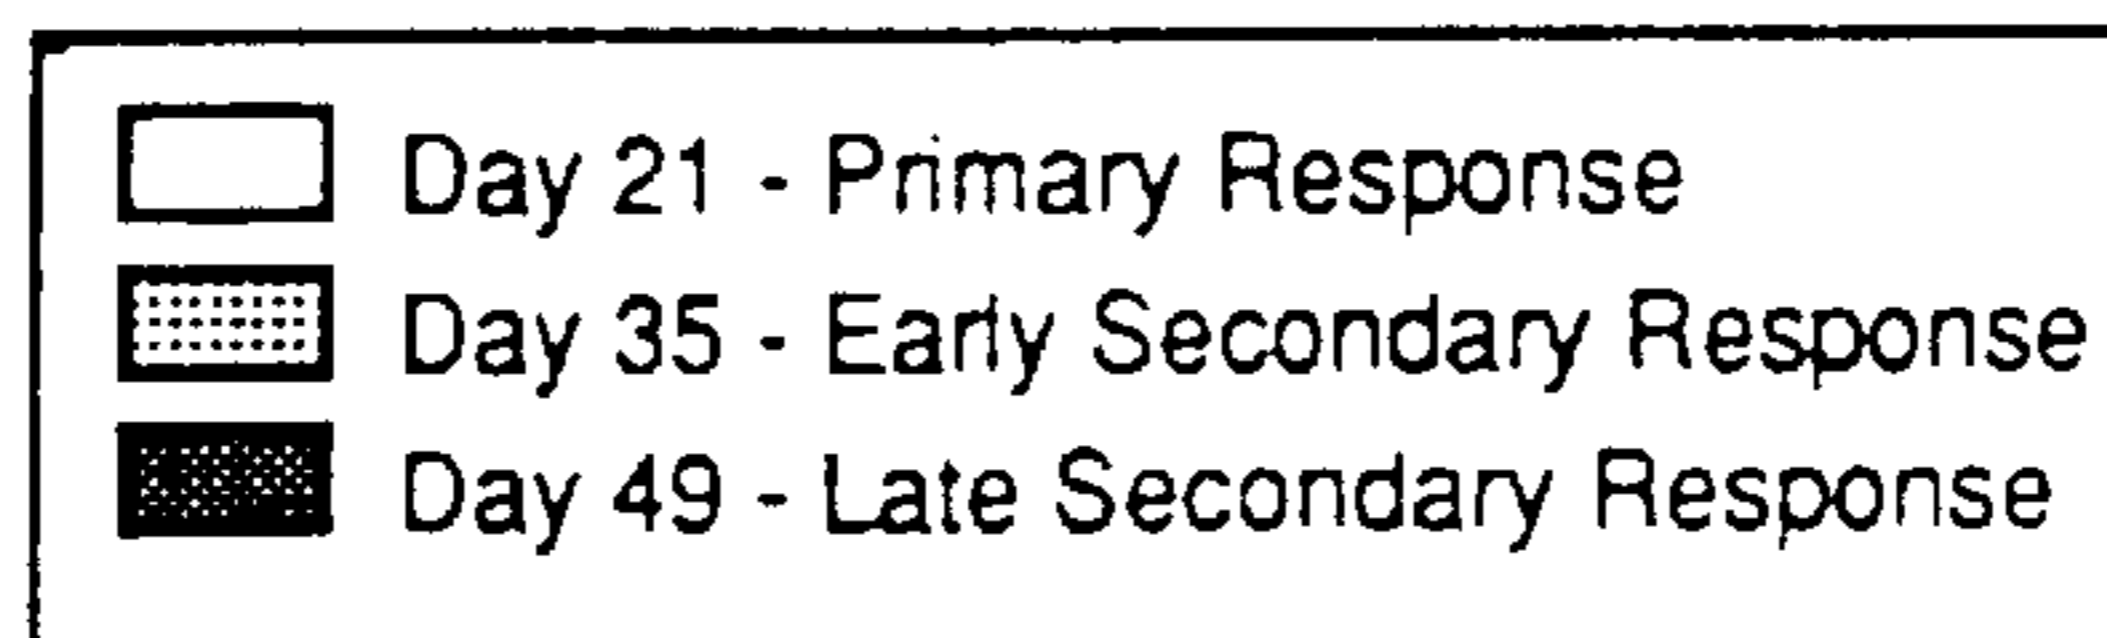 Day 21 - Primary Response
Day 35 - Early Secondary Response
Day 49 - Late Secondary Response